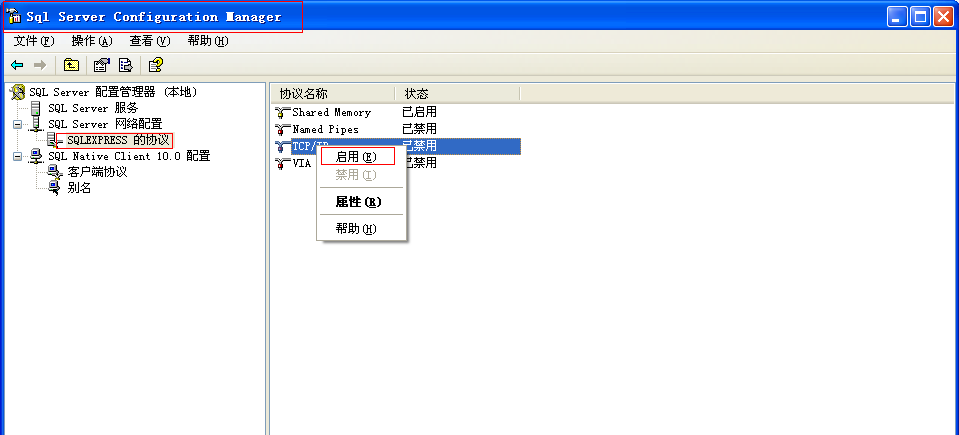 Sql Server Configuration Manager
文件(F) 操作(A) 查看(V) 帮助(H)
SQL Server 配置管理器 (本地)
SQL Server 服务
SQL Server 网络配置
SQLEXPRESS 的协议
SQL Native Client 10.0 配置
客户端协议
别名
协议名称 状态
Shared Memory 已启用
Named Pipes 已禁用
TCP/IP 已禁用
VIA 已禁用
启用(E)
禁用(I)
属性(R)
帮助(H)